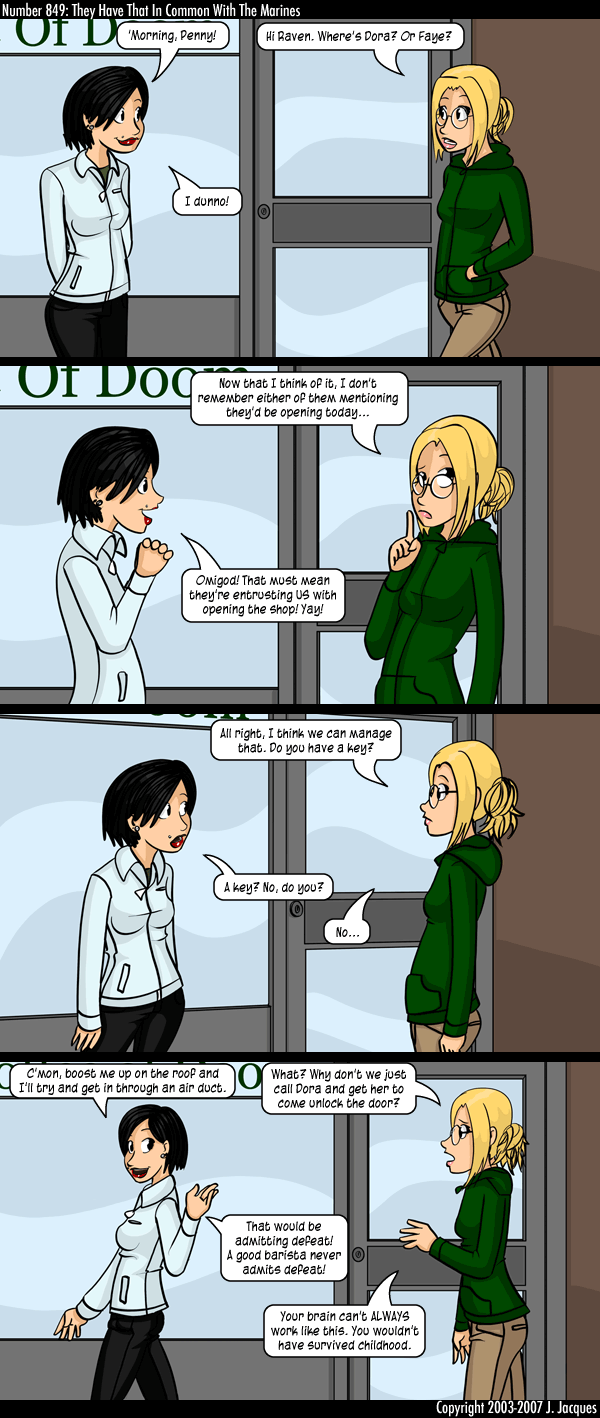 Number 849: They Have That In Common With The Marines
Of Doom
'Morning, Penny!
Hi Raven. Where's Dora? Or Faye?
I dunno!
Of Doom
Now that I think of it, I don't
remember either of them mentioning
they'd be opening today...
Omigod! That must mean
they're entrusting US with
opening the shop! Yay!
All right, I think we can manage
that. Do you have a key?
A key? No, do you?
No...
C'mon, boost me up on the roof and
I'll try and get in through an air duct.
What? Why don't we just
call Dora and get her to
come unlock the door?
That would be
admitting defeat!
A good barista never
admits defeat!
Your brain can't ALWAYS
work like this. You wouldn't
have survived childhood.
Copyright 2003-2007 J. Jacques